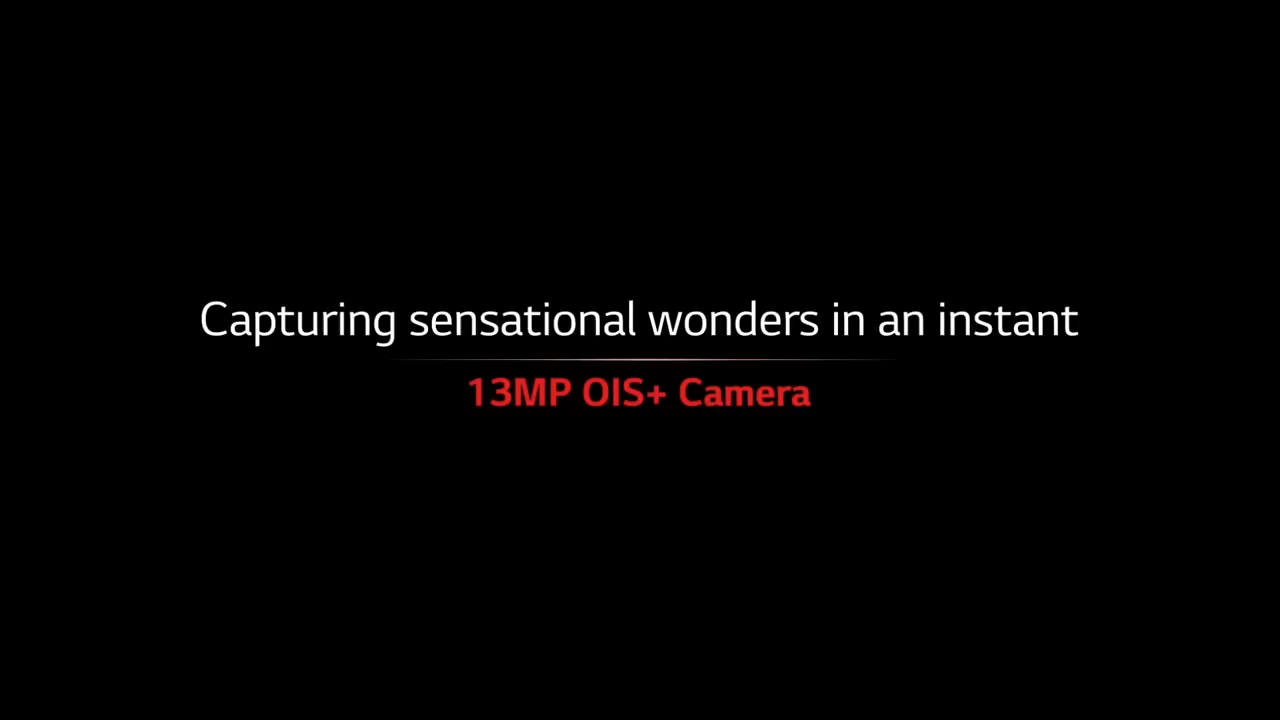 Capturing sensational wonders in an instant
13MP OIS+ Camera